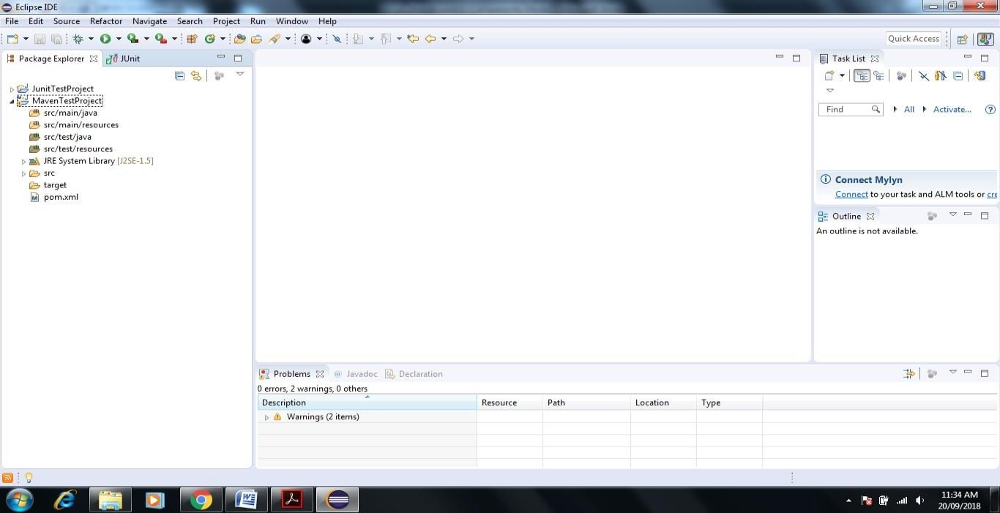 Eclipse IDE
File Edit Source Refactor Navigate Search Project Run Window Help
Quick Access
Package Explorer JUnit
JunitTestProject
MavenTestProject
src/main/java
src/main/resources
src/test/java
src/test/resources
JRE System Library [J2SE-1.5]
src
target
pom.xml
Task List
Find All Activate...
Connect Mylyn
Connect to your task and ALM tools or cre
Outline
An outline is not available.
Problems @ Javadoc Declaration
0 errors, 2 warnings, 0 others
Description Resource Path Location Type
Warnings (2 items)
11:34 AM
20/09/2018